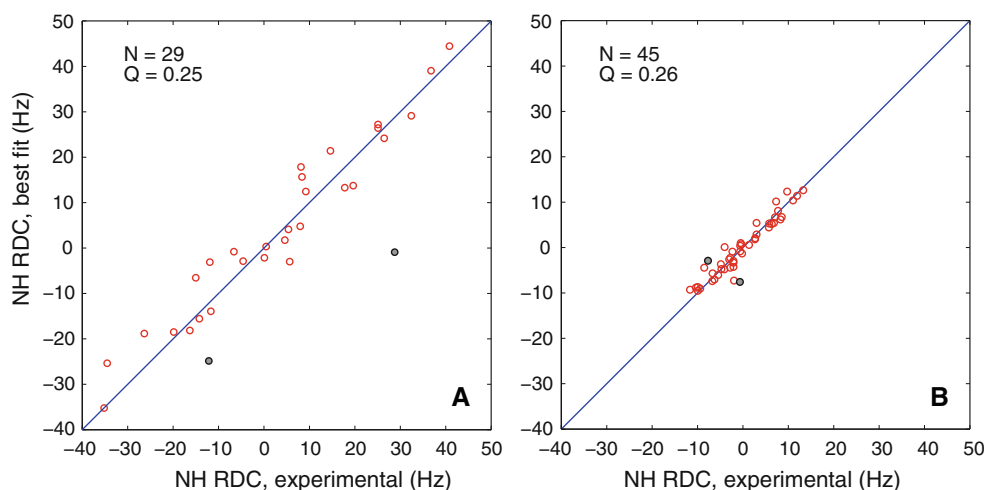 50
40
30
20
10
0
−10
−20
−30
−40
NH RDC, best fit (Hz)
N = 29
Q = 0.25
A
−40 −30 −20 −10 0 10 20 30 40 50
NH RDC, experimental (Hz)
50
40
30
20
10
0
−10
−20
−30
−40
N = 45
Q = 0.26
B
−40 −30 −20 −10 0 10 20 30 40 50
NH RDC, experimental (Hz)